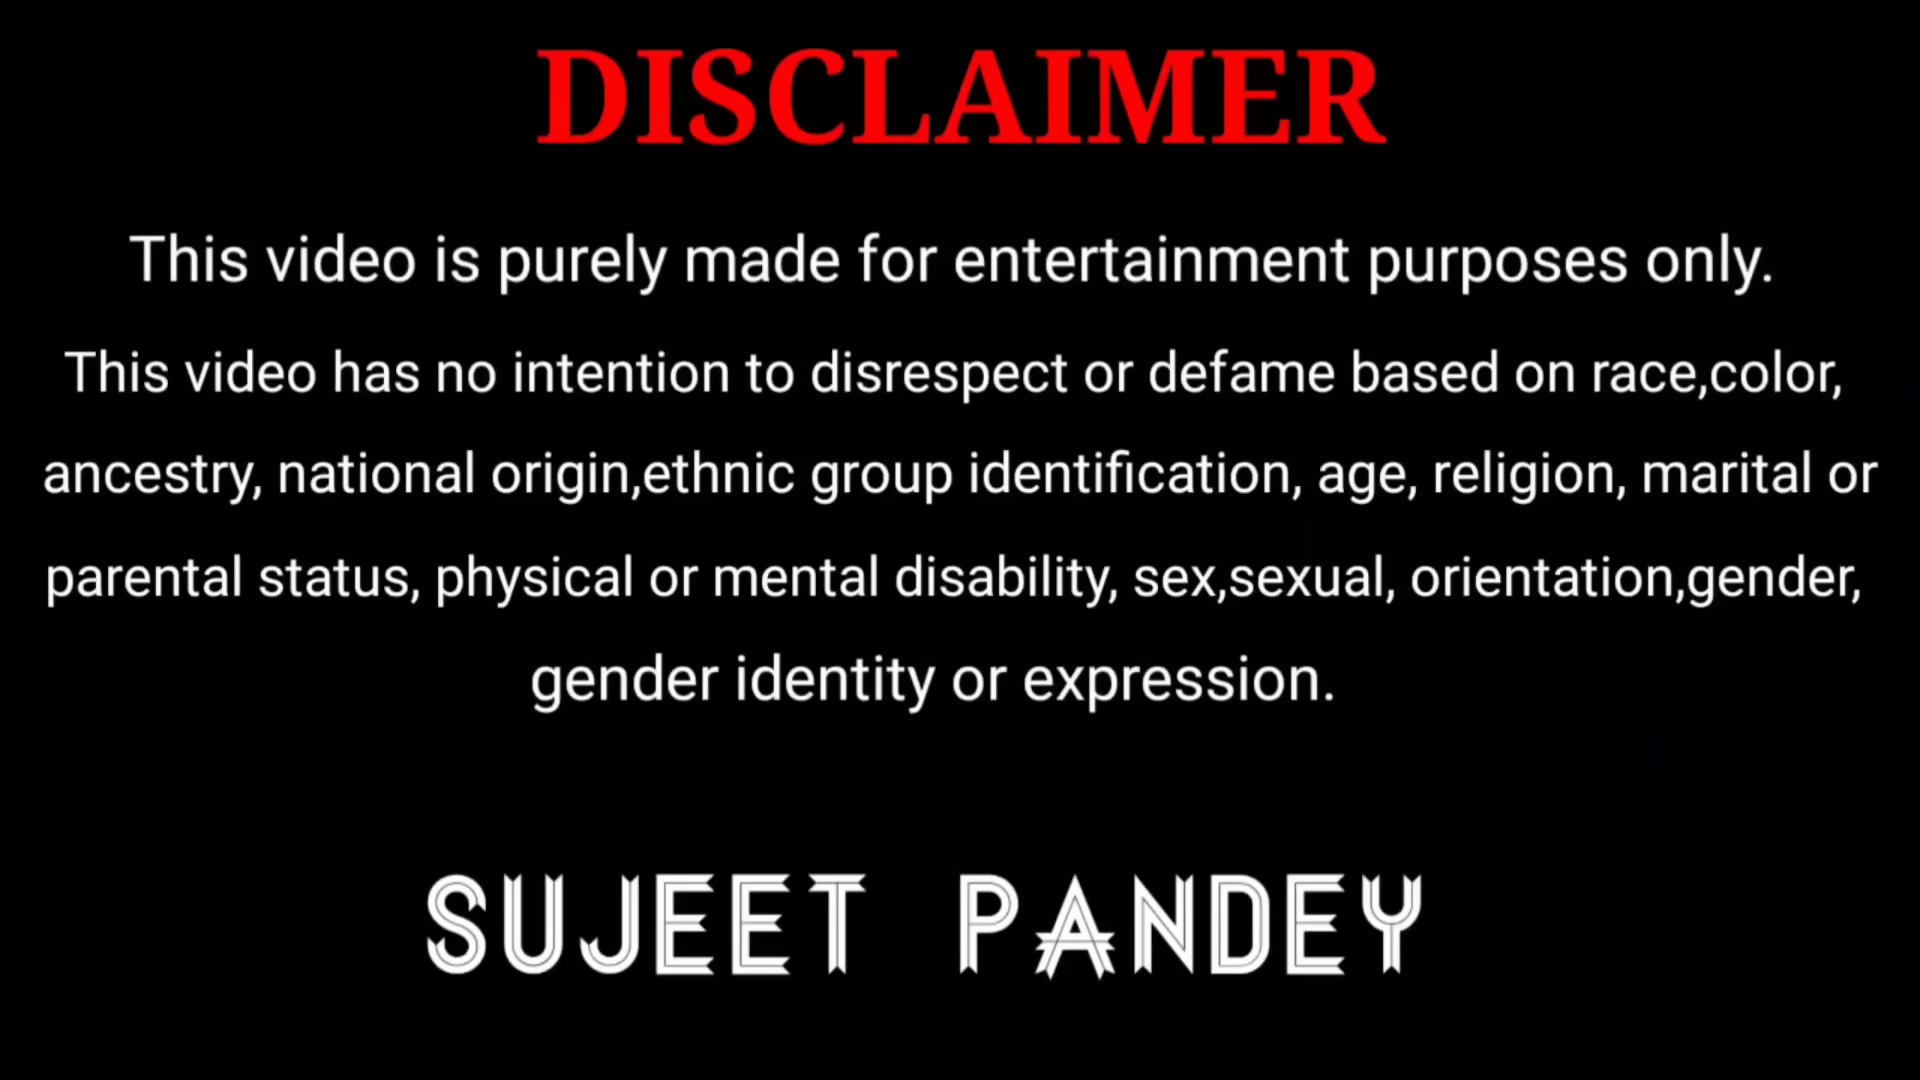 DISCLAIMER
This video is purely made for entertainment purposes only.
This video has no intention to disrespect or defame based on race,color,
ancestry, national origin,ethnic group identification, age, religion, marital or
parental status, physical or mental disability, sex,sexual, orientation,gender,
gender identity or expression.
SUJEET PANDEY